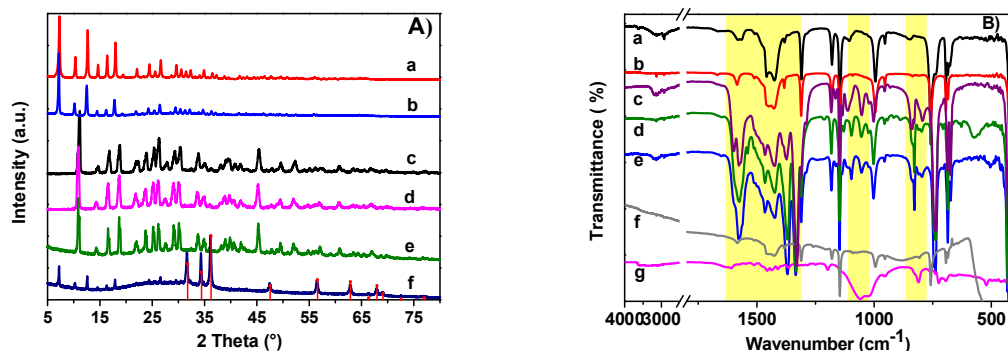 A)
Intensity (a.u.)
a
b
c
d
e
f
5 15 25 35 45 55 65 75
2 Theta (°)
B)
Transmittance ( %)
a
b
c
d
e
f
g
4000 3000 1500 1000 500
Wavenumber (cm-1)